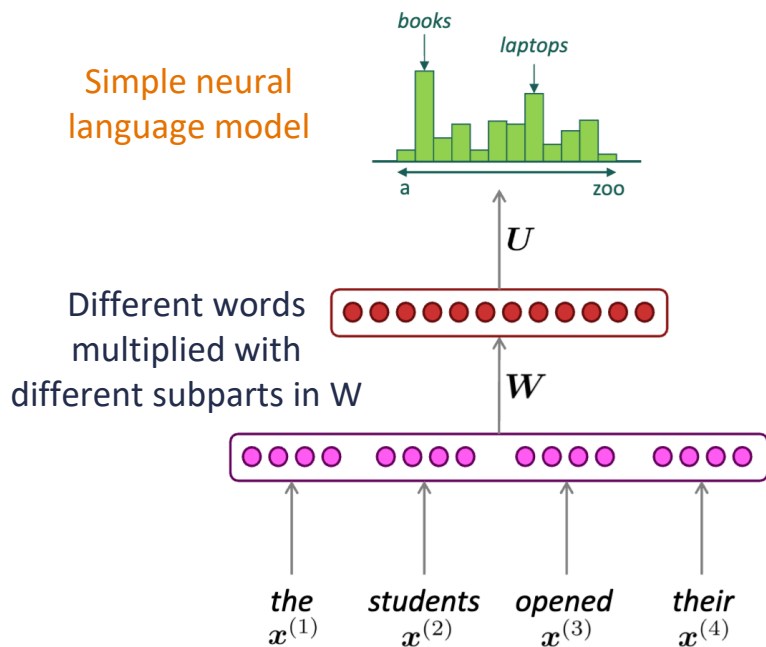 books
laptops
Simple neural
language model
a
zoo
U
Different words
multiplied with
different subparts in W
W
the
students
opened
their
x^{(1)}
x^{(2)}
x^{(3)}
x^{(4)}